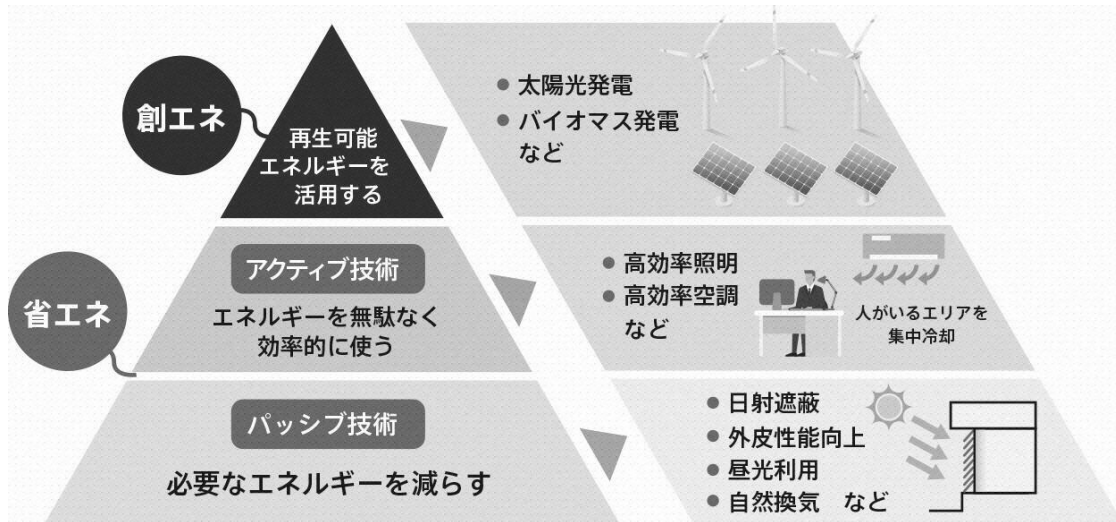 創エネ
再生可能
エネルギーを
活用する
● 太陽光発電
● バイオマス発電
など
省エネ
アクティブ技術
エネルギーを無駄なく
効率的に使う
● 高効率照明
● 高効率空調
など
人がいるエリアを
集中冷却
パッシブ技術
必要なエネルギーを減らす
● 日射遮蔽
● 外皮性能向上
● 昼光利用
● 自然換気　など